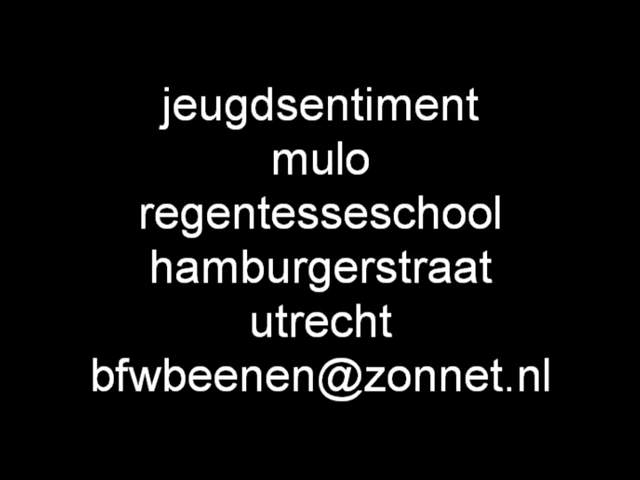 jeugdsentiment
mulo
regentesseschool
hamburgerstraat
utrecht
bfwbeenen@zonnet.nl